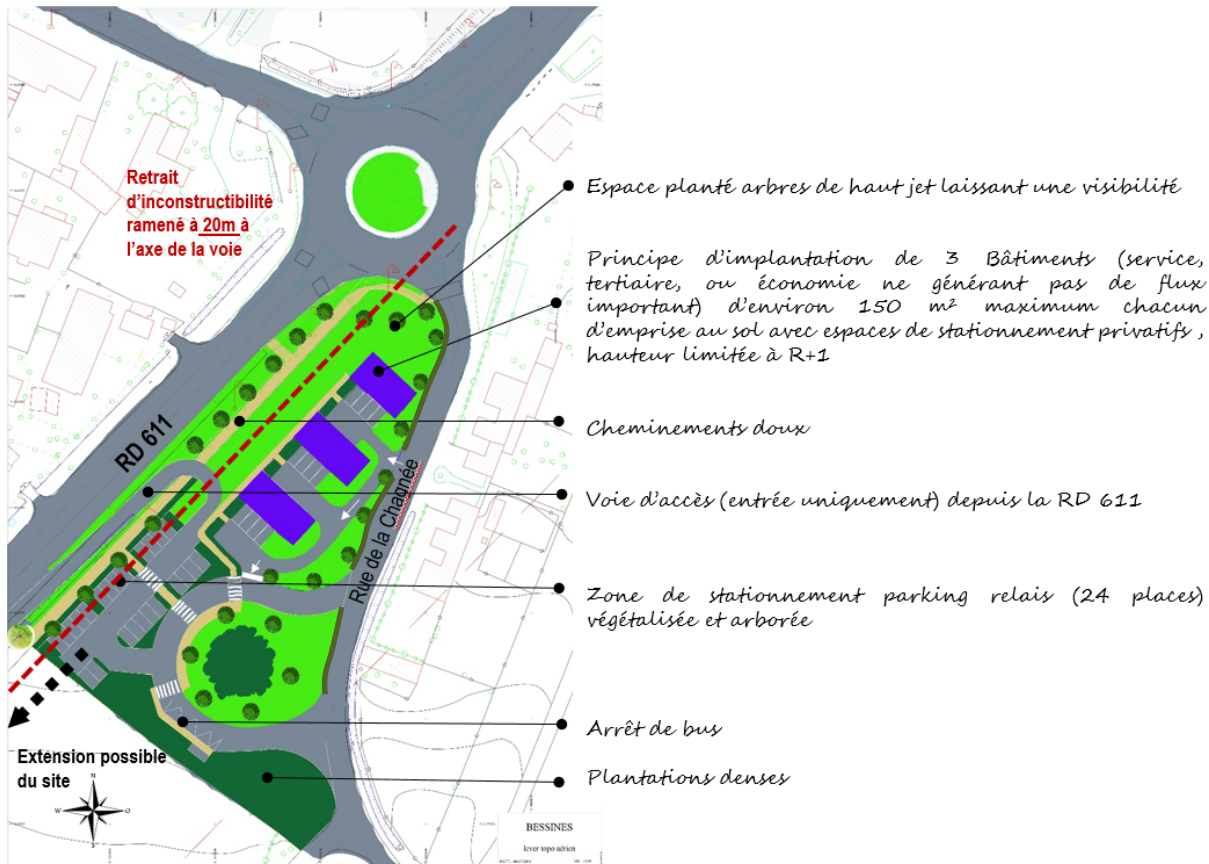 Retrait
d'inconstructibilité
ramené à 20m à
l'axe de la voie
RD 611
Rue de la Chagnée
Extension possible
du site
N
W
O
S
Espace planté arbres de haut jet laissant une visibilité
Principe d'implantation de 3 Bâtiments (service,
tertiaire, ou économie ne générant pas de flux
important) d'environ 150 m² maximum chacun
d'emprise au sol avec espaces de stationnement privatifs ,
hauteur limitée à R+1
Cheminements doux
Voie d'accès (entrée uniquement) depuis la RD 611
Zone de stationnement parking relais (24 places)
végétalisée et arborée
Arrêt de bus
Plantations denses
BESSINES
lever topo aérien